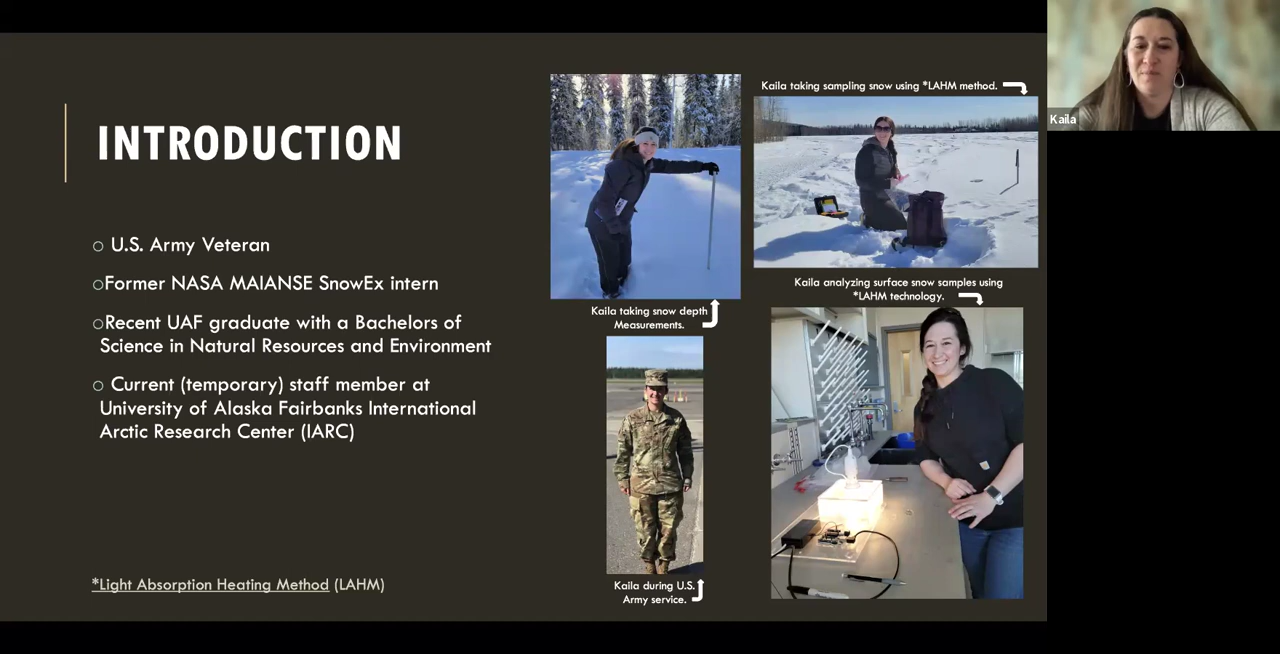 INTRODUCTION
○ U.S. Army Veteran
○Former NASA MAIANSE SnowEx intern
○Recent UAF graduate with a Bachelors of
Science in Natural Resources and Environment
○ Current (temporary) staff member at
University of Alaska Fairbanks International
Arctic Research Center (IARC)
*Light Absorption Heating Method (LAHM)
Kaila taking snow depth
Measurements.
Kaila during U.S.
Army service.
Kaila taking sampling snow using *LAHM method.
Kaila analyzing surface snow samples using
*LAHM technology.
Kaila